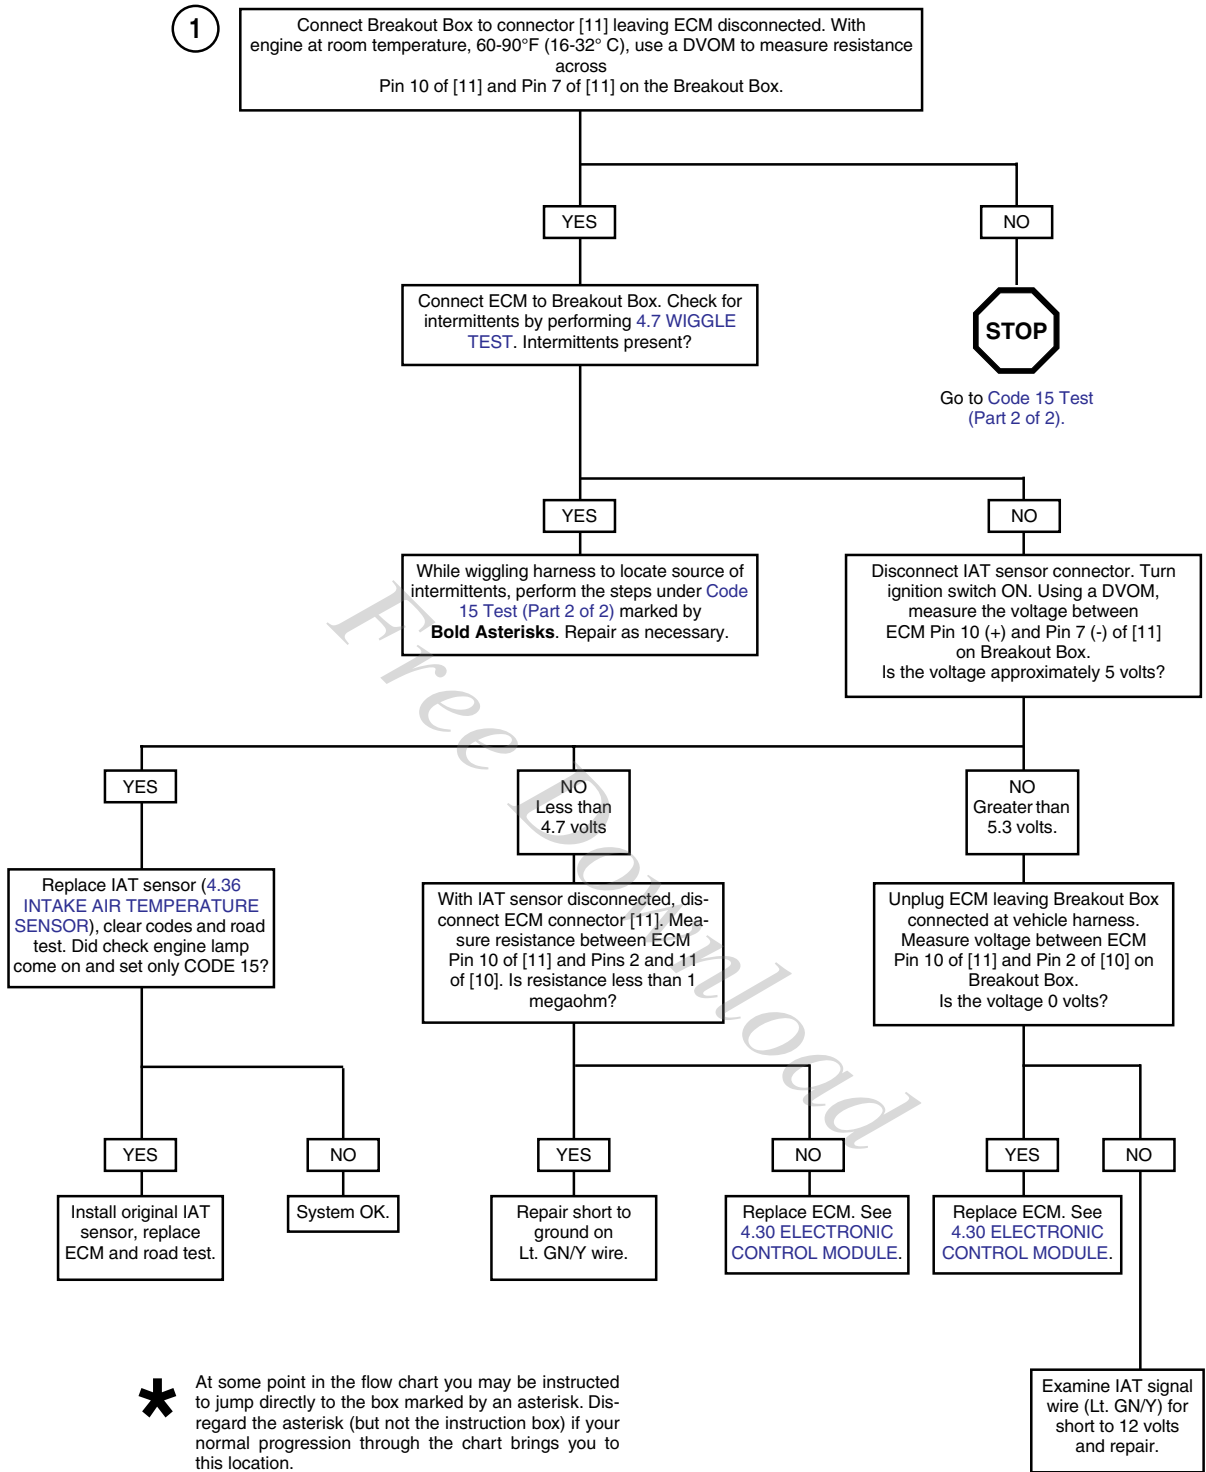 1
Connect Breakout Box to connector [11] leaving ECM disconnected. With
engine at room temperature, 60-90°F (16-32° C), use a DVOM to measure resistance
across
Pin 10 of [11] and Pin 7 of [11] on the Breakout Box.
YES
NO
Connect ECM to Breakout Box. Check for
intermittents by performing 4.7 WIGGLE
TEST. Intermittents present?
STOP
Go to Code 15 Test
(Part 2 of 2).
YES
NO
While wiggling harness to locate source of
intermittents, perform the steps under Code
15 Test (Part 2 of 2) marked by
Bold Asterisks. Repair as necessary.
Disconnect IAT sensor connector. Turn
ignition switch ON. Using a DVOM,
measure the voltage between
ECM Pin 10 (+) and Pin 7 (-) of [11]
on Breakout Box.
Is the voltage approximately 5 volts?
YES
NO
Less than
4.7 volts
NO
Greater than
5.3 volts.
Replace IAT sensor (4.36
INTAKE AIR TEMPERATURE
SENSOR), clear codes and road
test. Did check engine lamp
come on and set only CODE 15?
With IAT sensor disconnected, dis-
connect ECM connector [11]. Mea-
sure resistance between ECM
Pin 10 of [11] and Pins 2 and 11
of [10]. Is resistance less than 1
megaohm?
Unplug ECM leaving Breakout Box
connected at vehicle harness.
Measure voltage between ECM
Pin 10 of [11] and Pin 2 of [10] on
Breakout Box.
Is the voltage 0 volts?
YES
NO
YES
NO
YES
NO
Install original IAT
sensor, replace
ECM and road test.
System OK.
Repair short to
ground on
Lt. GN/Y wire.
Replace ECM. See
4.30 ELECTRONIC
CONTROL MODULE.
Replace ECM. See
4.30 ELECTRONIC
CONTROL MODULE.
Examine IAT signal
wire (Lt. GN/Y) for
short to 12 volts
and repair.
* At some point in the flow chart you may be instructed
to jump directly to the box marked by an asterisk. Dis-
regard the asterisk (but not the instruction box) if your
normal progression through the chart brings you to
this location.
Free Download